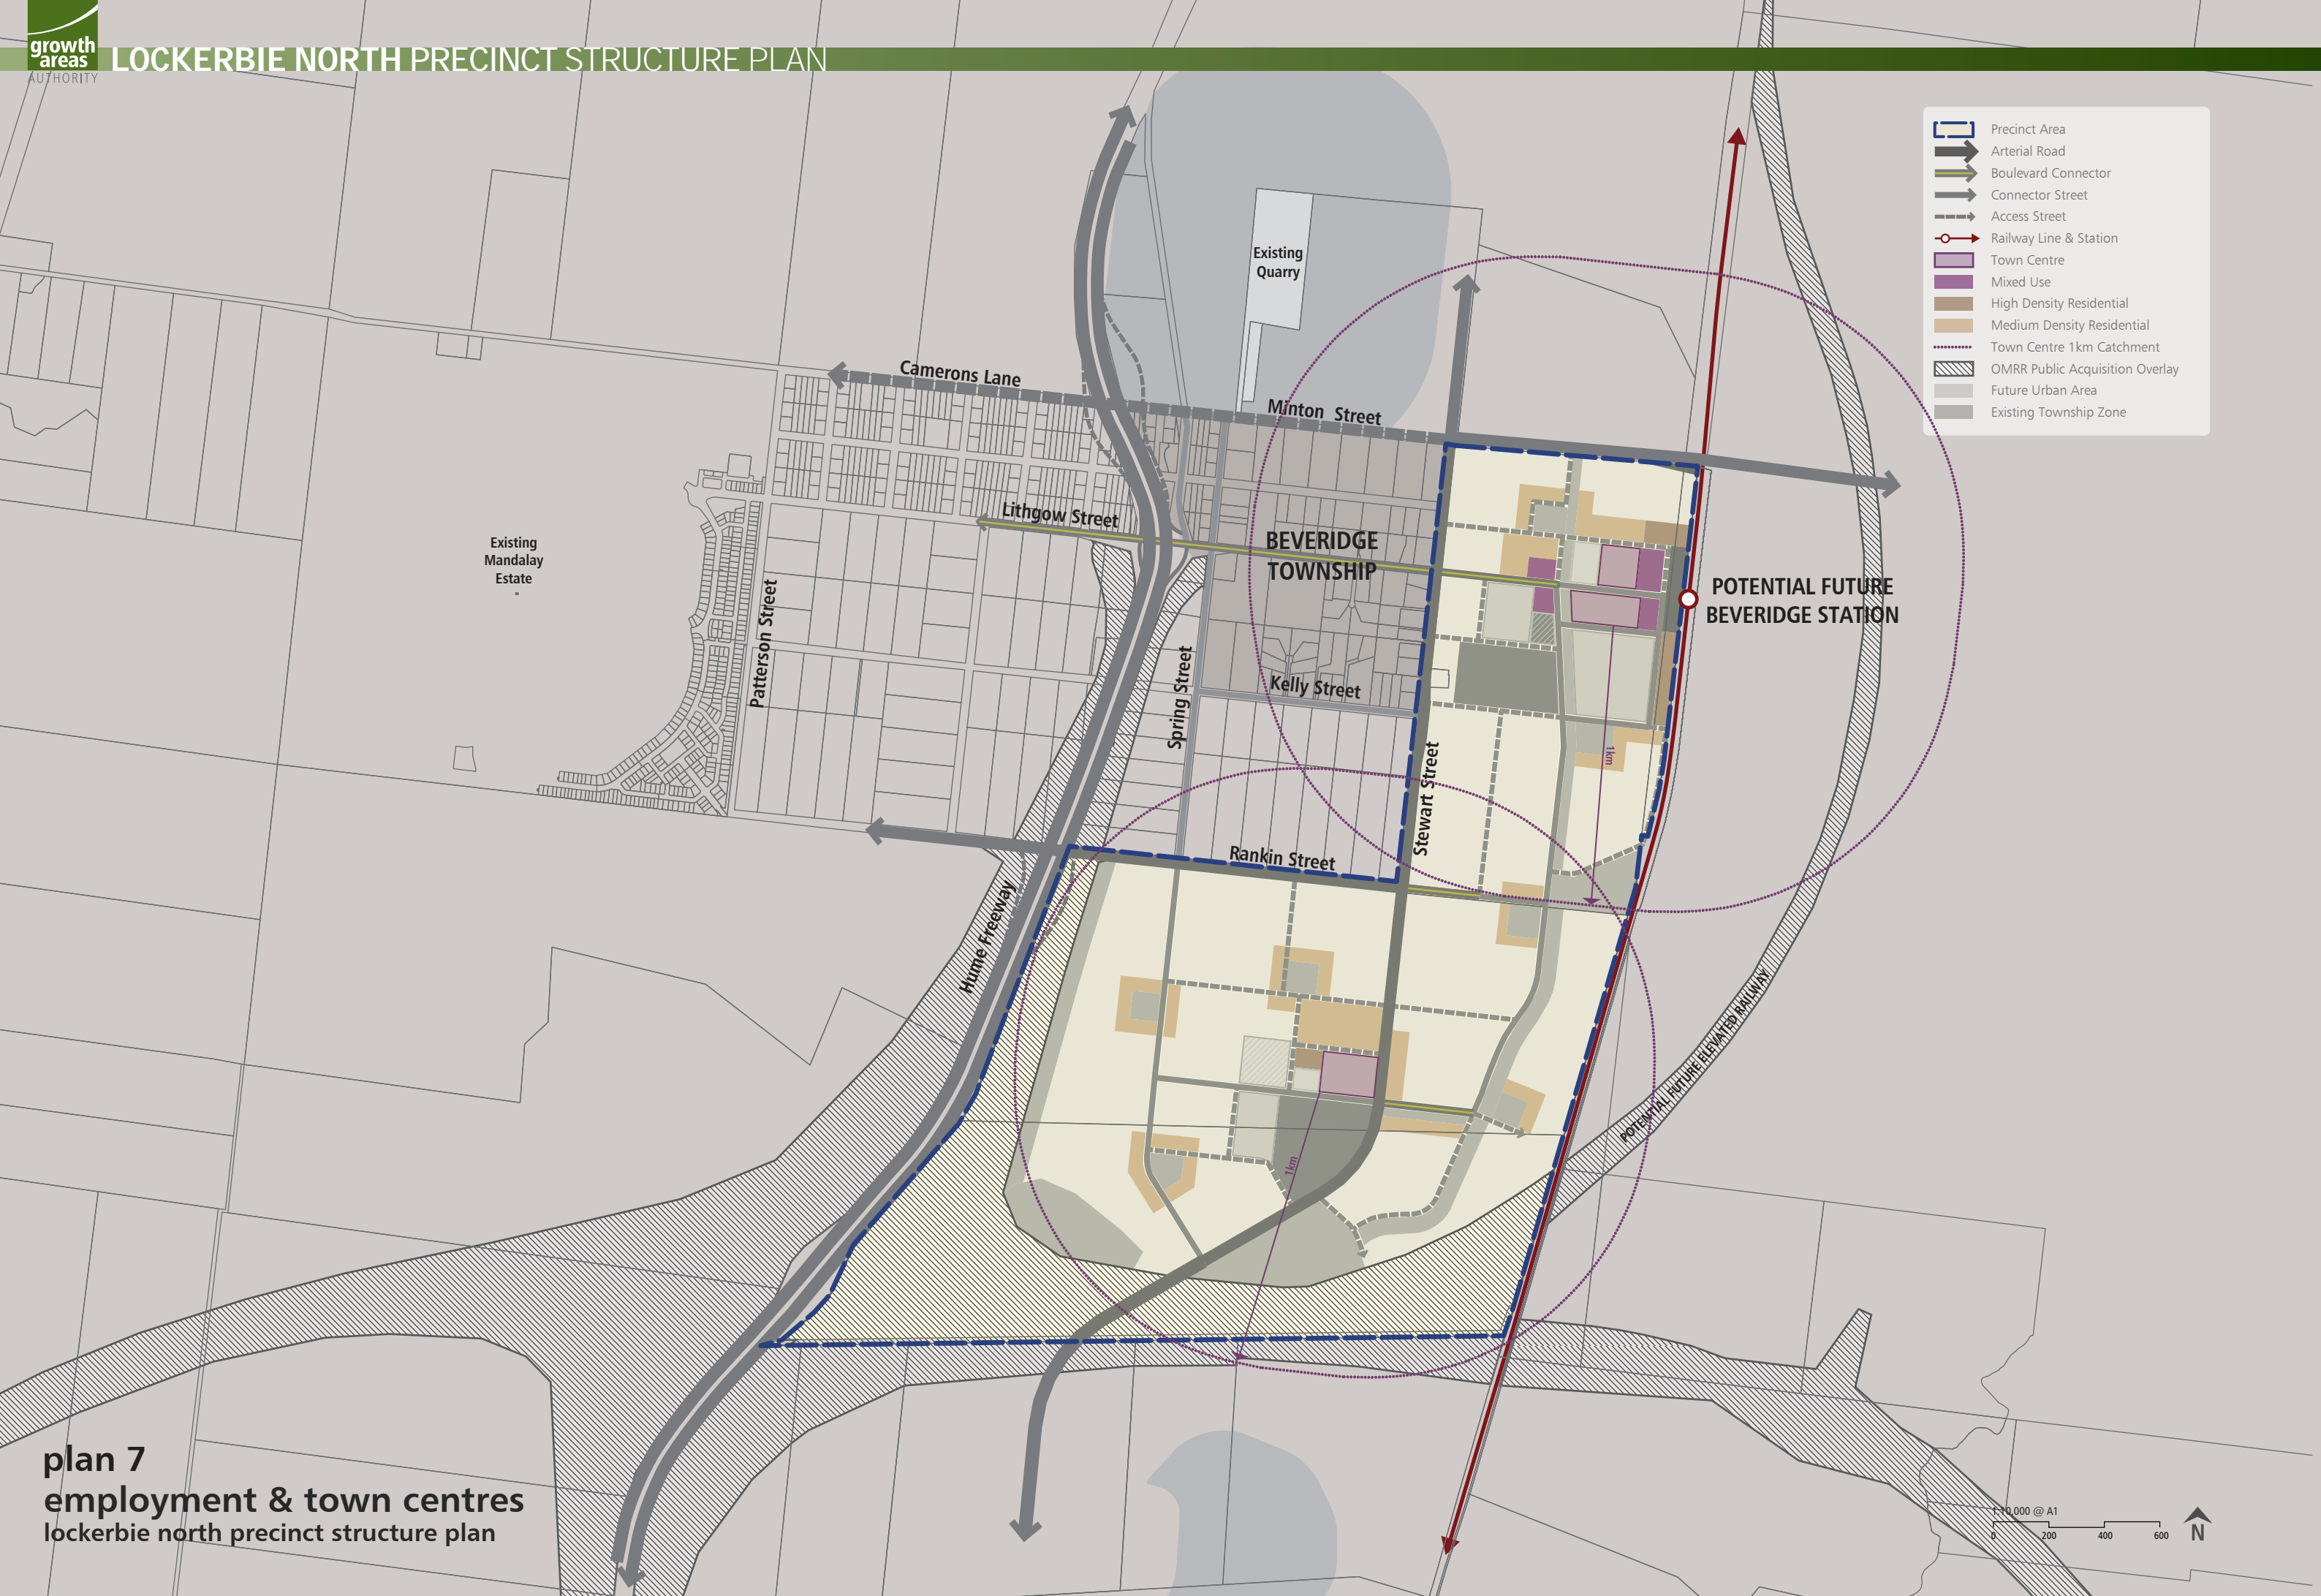 growth
areas
AUTHORITY
LOCKERBIE NORTH PRECINCT STRUCTURE PLAN
Precinct Area
Arterial Road
Boulevard Connector
Connector Street
Access Street
Railway Line & Station
Town Centre
Mixed Use
High Density Residential
Medium Density Residential
Town Centre 1km Catchment
OMRR Public Acquisition Overlay
Future Urban Area
Existing Township Zone
Existing
Quarry
Camerons Lane
Minton Street
Lithgow Street
BEVERIDGE
TOWNSHIP
Existing
Mandalay
Estate
POTENTIAL FUTURE
BEVERIDGE STATION
Patterson Street
Spring Street
Kelly Street
Stewart Street
1km
Rankin Street
Hume Freeway
POTENTIAL FUTURE ELEVATED RAILWAY
1km
plan 7
employment & town centres
lockerbie north precinct structure plan
1:10,000 @ A1
0 200 400 600
N